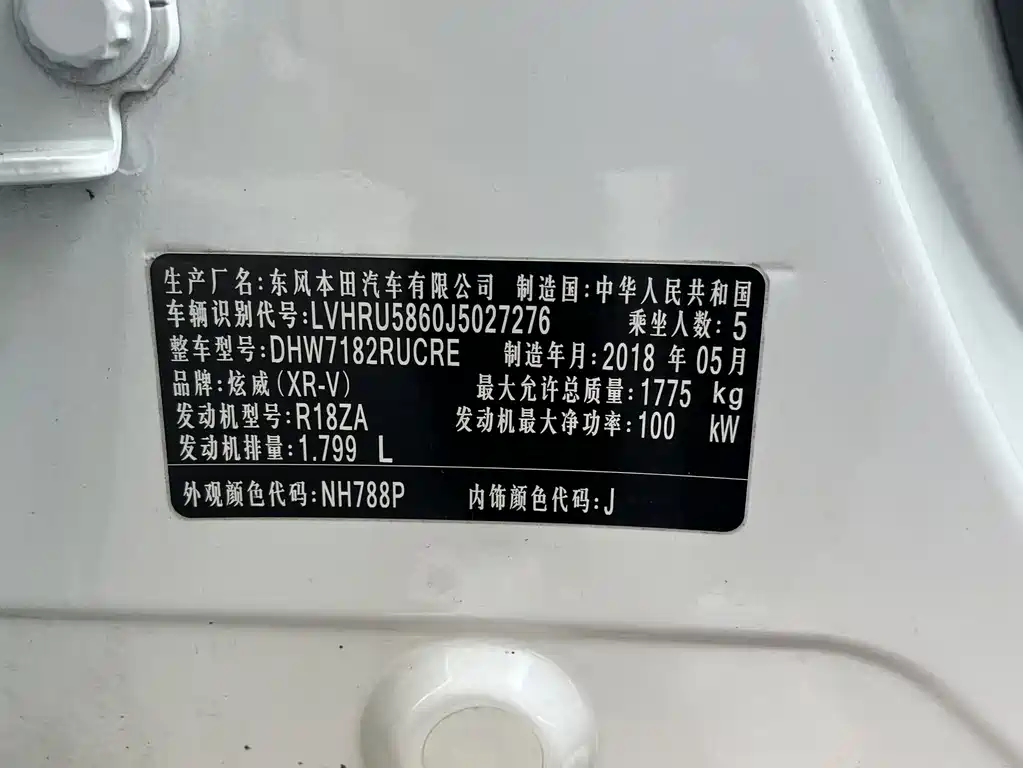 生产厂名:东风本田汽车有限公司 制造国:中华人民共和国
车辆识别代号:LVHRU5860J5027276 乘坐人数:5
整车型号:DHW7182RUCRE 制造年月:2018 年 05月
品牌:炫威(XR-V) 最大允许总质量:1775 kg
发动机型号:R18ZA 发动机最大净功率:100 kW
发动机排量:1.799 L
外观颜色代码:NH788P 内饰颜色代码:J